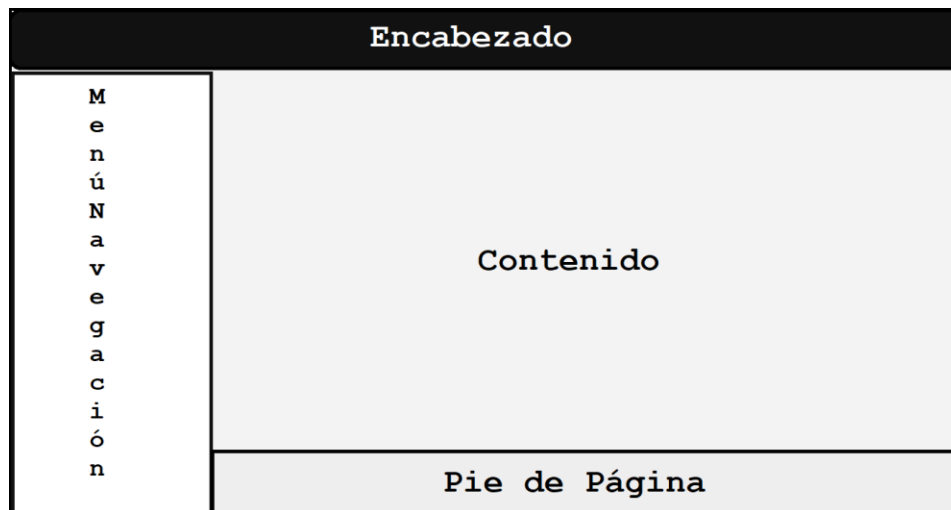 Encabezado
M
e
n
ú
N
a
v
e
g
a
c
i
ó
n
Contenido
Pie de Página